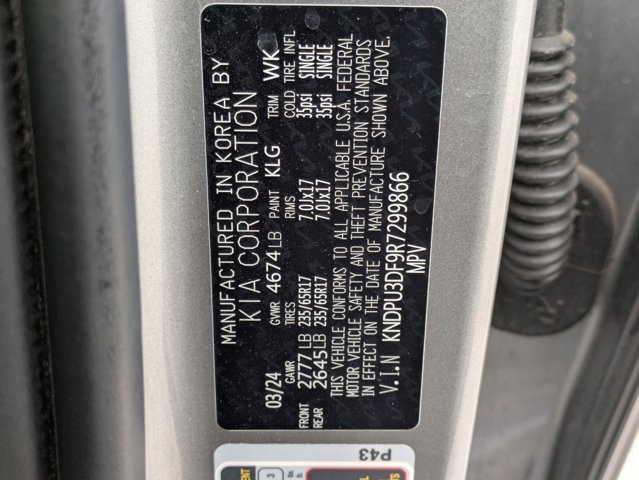 MANUFACTURED IN KOREA BY
KIA CORPORATION
03/24 GVWR 4674LB PAINT KLG TRIM WK
GAWR TIRES RIMS COLD TIRE INFL.
FRONT 2777LB 235/65R17 7.0Jx17 35psi SINGLE
REAR 2645LB 235/65R17 7.0Jx17 35psi SINGLE
THIS VEHICLE CONFORMS TO ALL APPLICABLE U.S.A. FEDERAL
MOTOR VEHICLE SAFETY AND THEFT PREVENTION STANDARDS
IN EFFECT ON THE DATE OF MANUFACTURE SHOWN ABOVE.
V.I.N KNDPU3DF9R7299866
MPV
P43